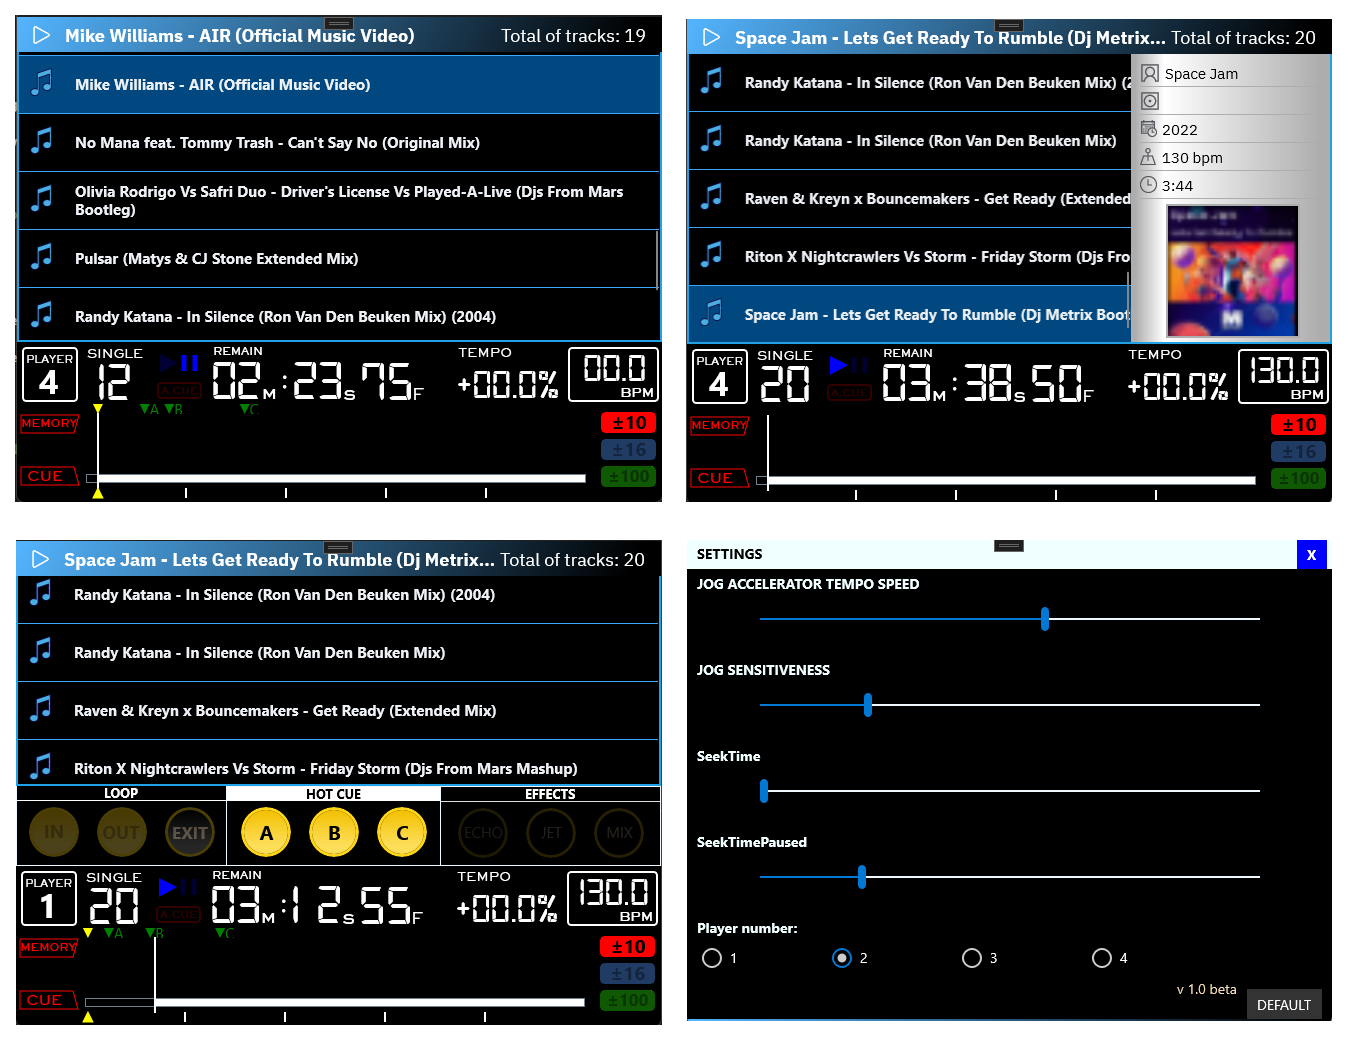 Mike Williams - AIR (Official Music Video) Total of tracks: 19
Mike Williams - AIR (Official Music Video)
No Mana feat. Tommy Trash - Can't Say No (Original Mix)
Olivia Rodrigo Vs Safri Duo - Driver's License Vs Played-A-Live (Djs From Mars
Bootleg)
Pulsar (Matys & CJ Stone Extended Mix)
Randy Katana - In Silence (Ron Van Den Beuken Mix) (2004)
PLAYER
4
SINGLE
12
A.CUE
REMAIN
02M:23S75F
TEMPO
+00.0%
00.0
BPM
A B C
MEMORY
CUE
±10
±16
±100
Space Jam - Lets Get Ready To Rumble (Dj Metrix... Total of tracks: 20
Randy Katana - In Silence (Ron Van Den Beuken Mix) (2
Randy Katana - In Silence (Ron Van Den Beuken Mix)
Raven & Kreyn x Bouncemakers - Get Ready (Extended
Riton X Nightcrawlers Vs Storm - Friday Storm (Djs Fro
Space Jam - Lets Get Ready To Rumble (Dj Metrix Boot
Space Jam
2022
130 bpm
3:44
Space Jam
Lets Get Ready To Rumble
M
PLAYER
4
SINGLE
20
A.CUE
REMAIN
03M:38S50F
TEMPO
+00.0%
130.0
BPM
MEMORY
CUE
±10
±16
±100
Space Jam - Lets Get Ready To Rumble (Dj Metrix... Total of tracks: 20
Randy Katana - In Silence (Ron Van Den Beuken Mix) (2004)
Randy Katana - In Silence (Ron Van Den Beuken Mix)
Raven & Kreyn x Bouncemakers - Get Ready (Extended Mix)
Riton X Nightcrawlers Vs Storm - Friday Storm (Djs From Mars Mashup)
LOOP HOT CUE EFFECTS
IN OUT EXIT A B C ECHO JET MIX
PLAYER
1
SINGLE
20
A.CUE
REMAIN
03M:12S55F
TEMPO
+00.0%
130.0
BPM
A B C
MEMORY
CUE
±10
±16
±100
SETTINGS X
JOG ACCELERATOR TEMPO SPEED
JOG SENSITIVENESS
SeekTime
SeekTimePaused
Player number:
1 2 3 4
v 1.0 beta
DEFAULT